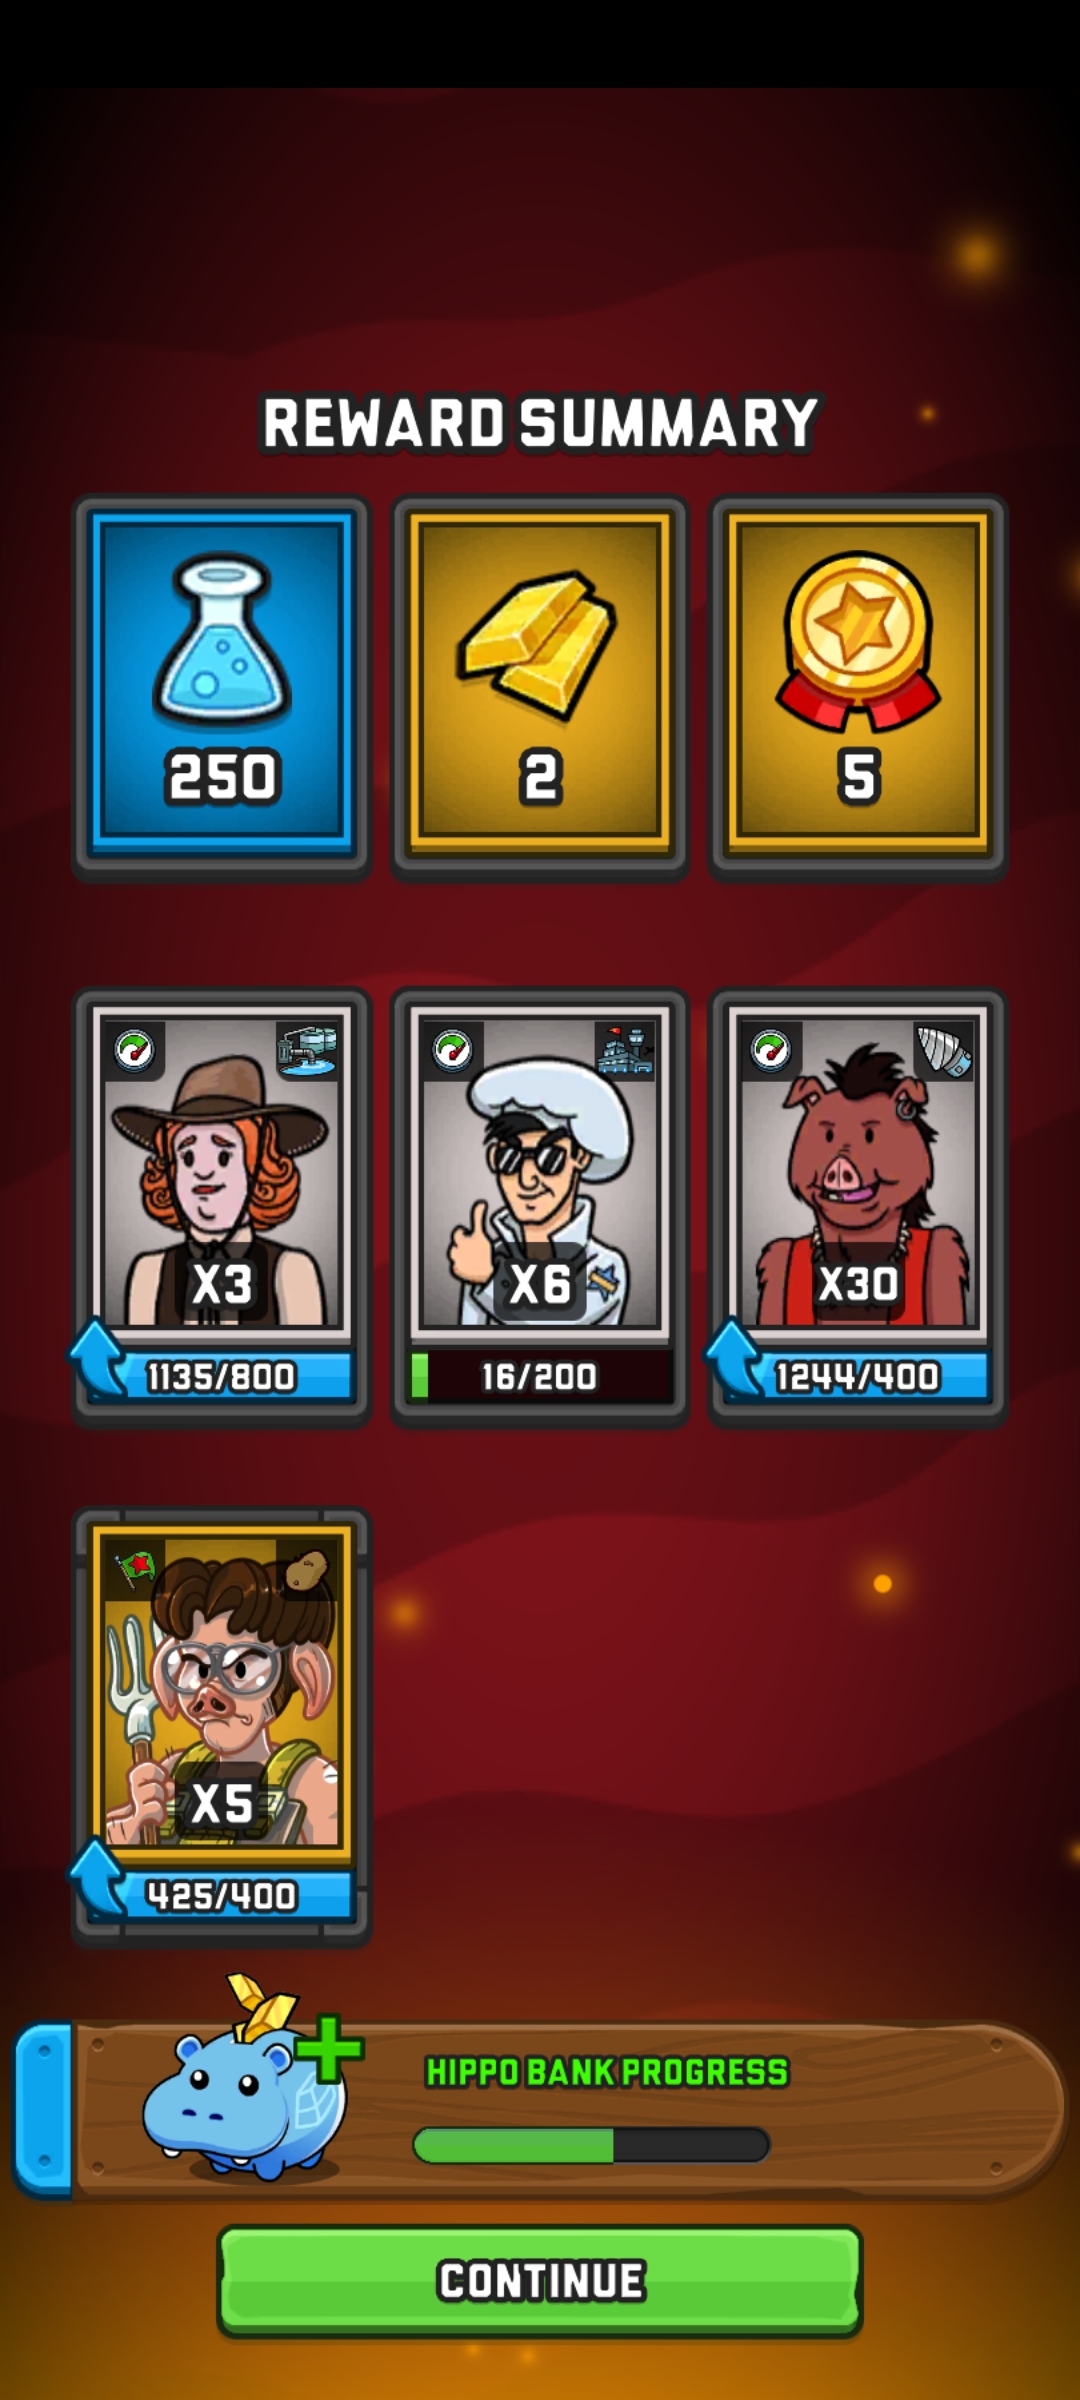 REWARD SUMMARY
250
2
5
X3
X6
X30
1135/800
16/200
1244/400
X5
425/400
HIPPO BANK PROGRESS
CONTINUE